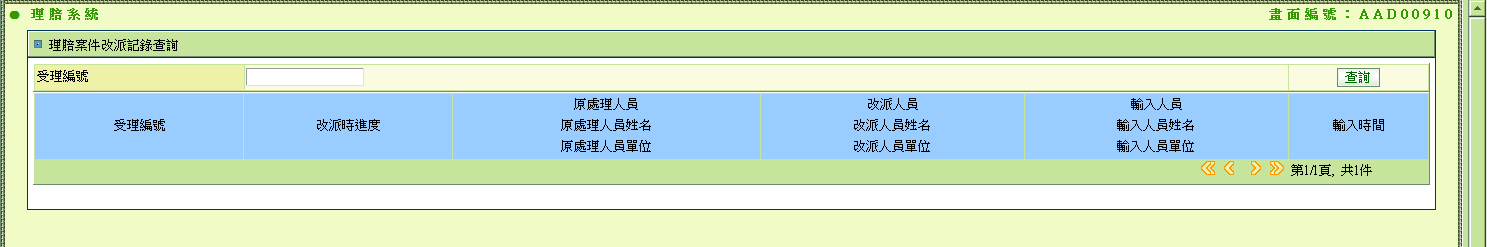 理賠系統
畫面編號：AAD00910
理賠案件改派記錄查詢
受理編號
查詢
受理編號
改派時進度
原處理人員
原處理人員姓名
原處理人員單位
改派人員
改派人員姓名
改派人員單位
輸入人員
輸入人員姓名
輸入人員單位
輸入時間
第1/1頁, 共1件